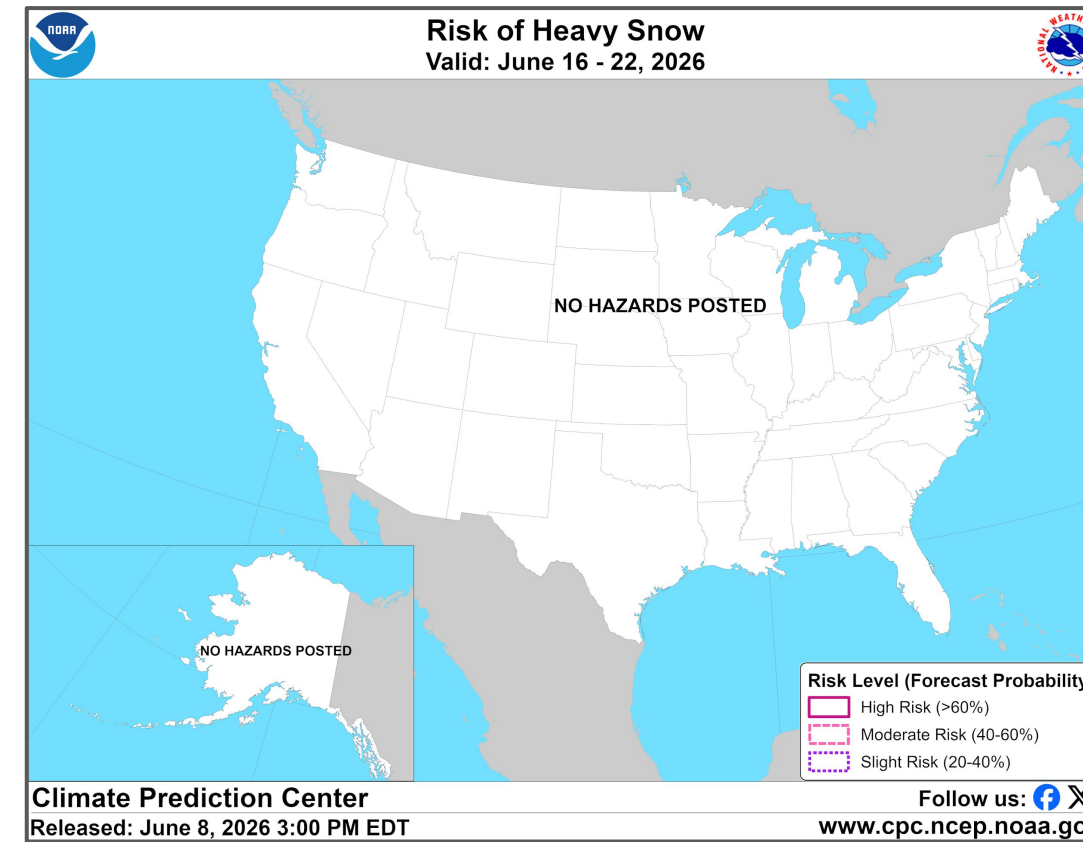 NOAA
Risk of Heavy Snow
Valid: June 16 - 22, 2026
NATIONAL WEATH
NO HAZARDS POSTED
NO HAZARDS POSTED
Risk Level (Forecast Probability
High Risk (>60%)
Moderate Risk (40-60%)
Slight Risk (20-40%)
Climate Prediction Center
Follow us:
Released: June 8, 2026 3:00 PM EDT
www.cpc.ncep.noaa.go